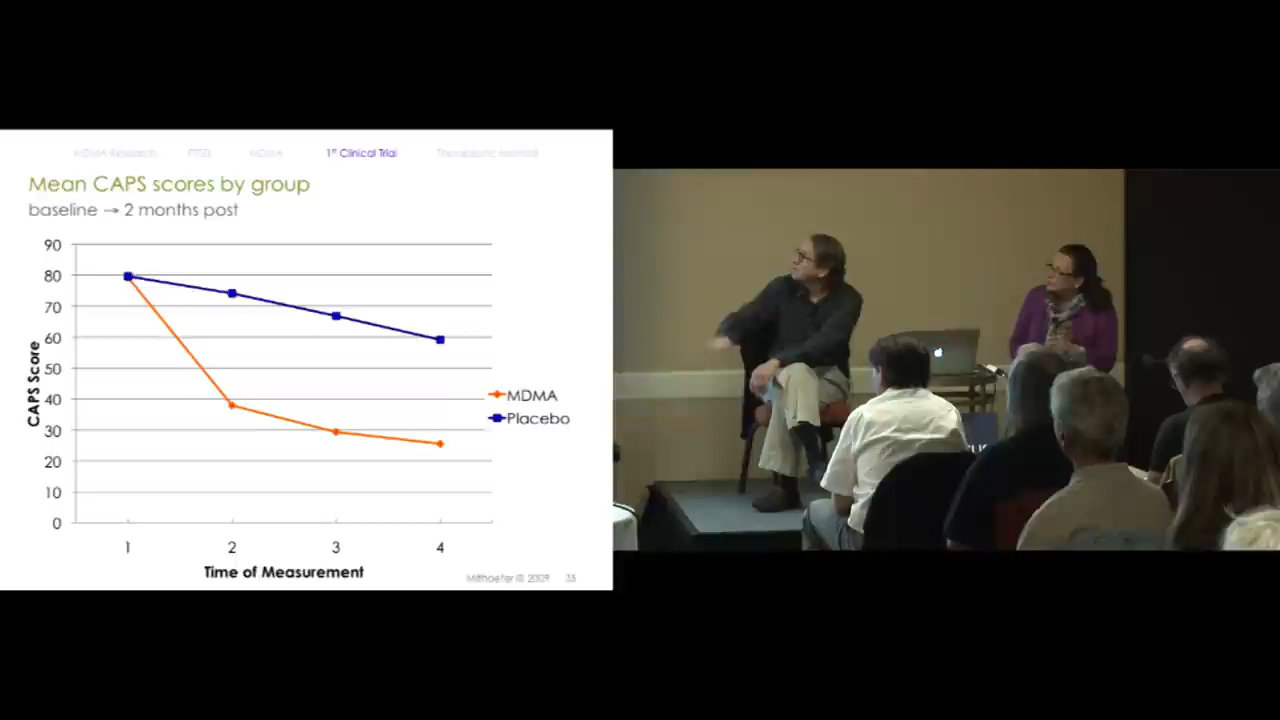 MDMA Research PTSD MDMA 1st Clinical Trial Therapeutic Method
Mean CAPS scores by group
baseline → 2 months post
90
80
70
60
50
40
30
20
10
0
CAPS Score
MDMA
Placebo
1 2 3 4
Time of Measurement
Mithoefer © 2009 35